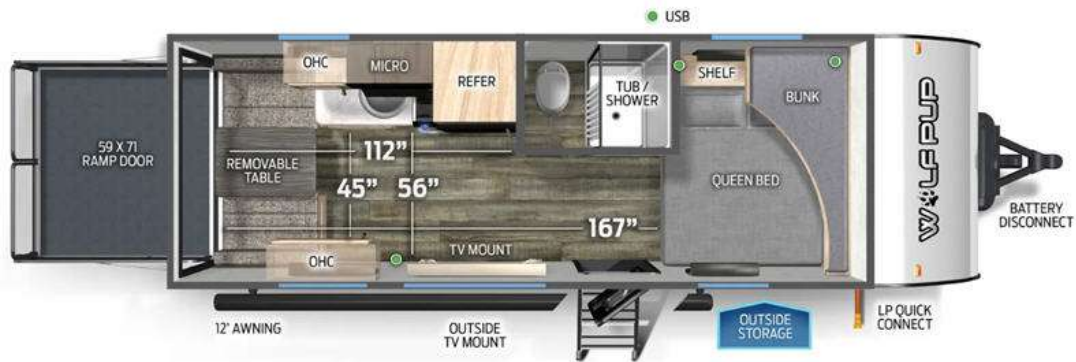 USB
OHC
MICRO
REFER
TUB /
SHOWER
SHELF
BUNK
59 X 71
RAMP DOOR
REMOVABLE
TABLE
112"
45"
56"
QUEEN BED
167"
TV MOUNT
OHC
WOLF PUP
BATTERY
DISCONNECT
12' AWNING
OUTSIDE
TV MOUNT
OUTSIDE
STORAGE
LP QUICK
CONNECT